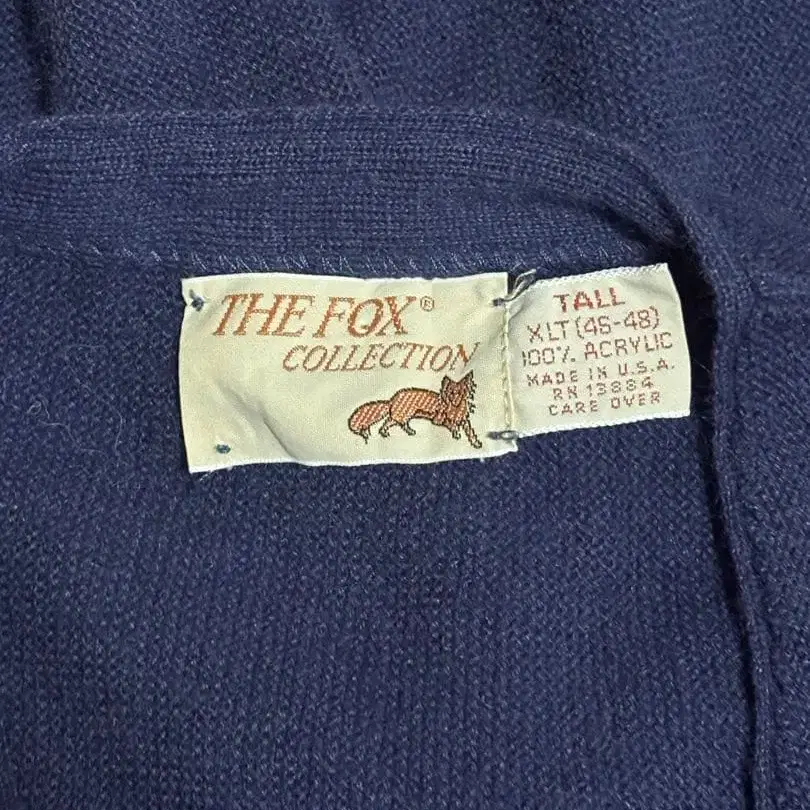 THE FOX®
COLLECTION
TALL
XLT (46-48)
100% ACRYLIC
MADE IN U.S.A.
RN 13884
CARE OVER